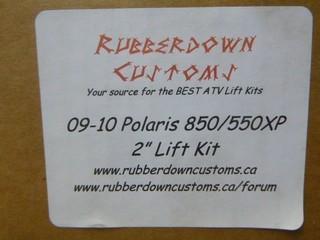 RUBBERDOWN
CUSTOMS
Your source for the BEST ATV Lift Kits
09-10 Polaris 850/550XP
2" Lift Kit
www.rubberdowncustoms.ca
www.rubberdowncustoms.ca/forum